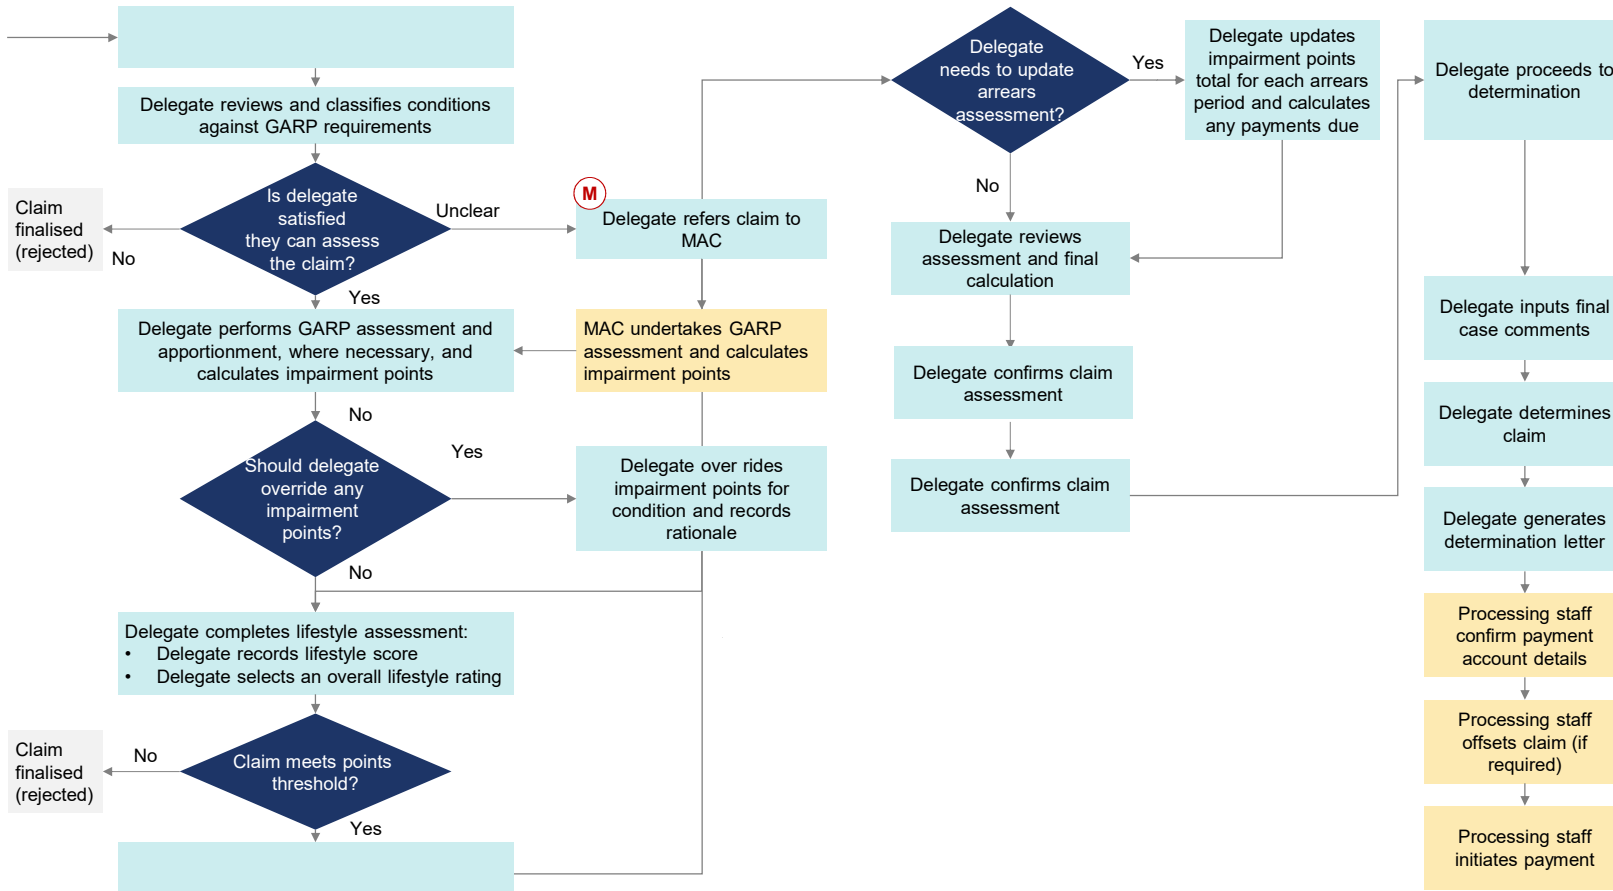 Delegate reviews and classifies conditions
against GARP requirements
Is delegate
satisfied
they can assess
the claim?
Claim
finalised
(rejected)
No
Unclear
Yes
M
Delegate refers claim to
MAC
Delegate performs GARP assessment and
apportionment, where necessary, and
calculates impairment points
MAC undertakes GARP
assessment and calculates
impairment points
No
Should delegate
override any
impairment
points?
Yes
Delegate over rides
impairment points for
condition and records
rationale
No
Delegate completes lifestyle assessment:
• Delegate records lifestyle score
• Delegate selects an overall lifestyle rating
Claim meets points
threshold?
No
Claim
finalised
(rejected)
Yes
Delegate
needs to update
arrears
assessment?
Yes
Delegate updates
impairment points
total for each arrears
period and calculates
any payments due
No
Delegate reviews
assessment and final
calculation
Delegate confirms claim
assessment
Delegate confirms claim
assessment
Delegate proceeds to
determination
Delegate inputs final
case comments
Delegate determines
claim
Delegate generates
determination letter
Processing staff
confirm payment
account details
Processing staff
offsets claim (if
required)
Processing staff
initiates payment